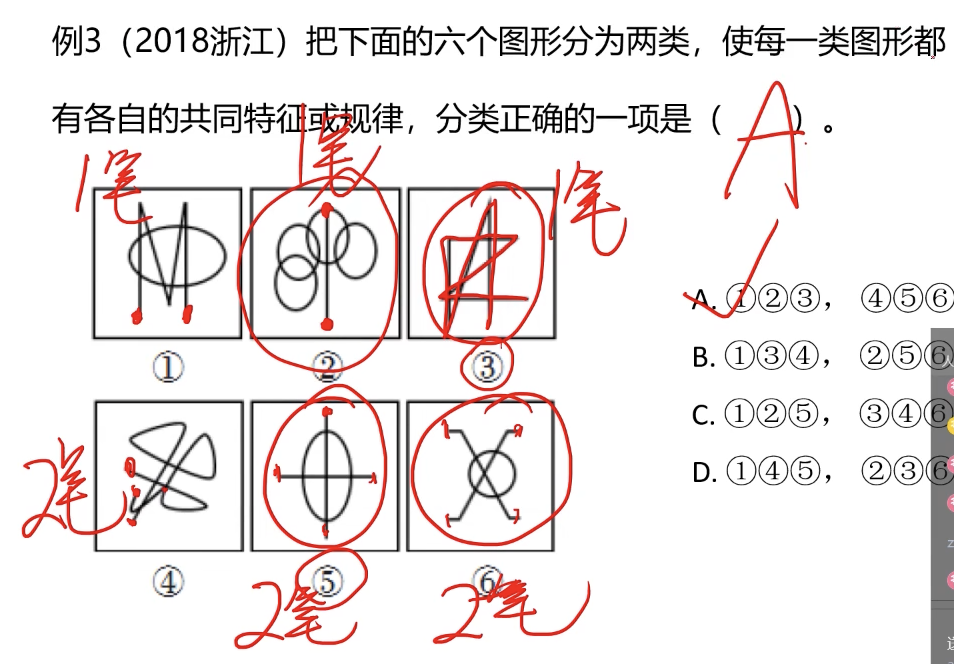 例3（2018浙江）把下面的六个图形分为两类，使每一类图形都
有各自的共同特征或规律，分类正确的一项是（ A ）。
1笔
1笔
1笔
① ② ③
2笔
④ ⑤ ⑥
2笔 2笔
A. ①②③， ④⑤⑥
B. ①③④， ②⑤⑥
C. ①②⑤， ③④⑥
D. ①④⑤， ②③⑥